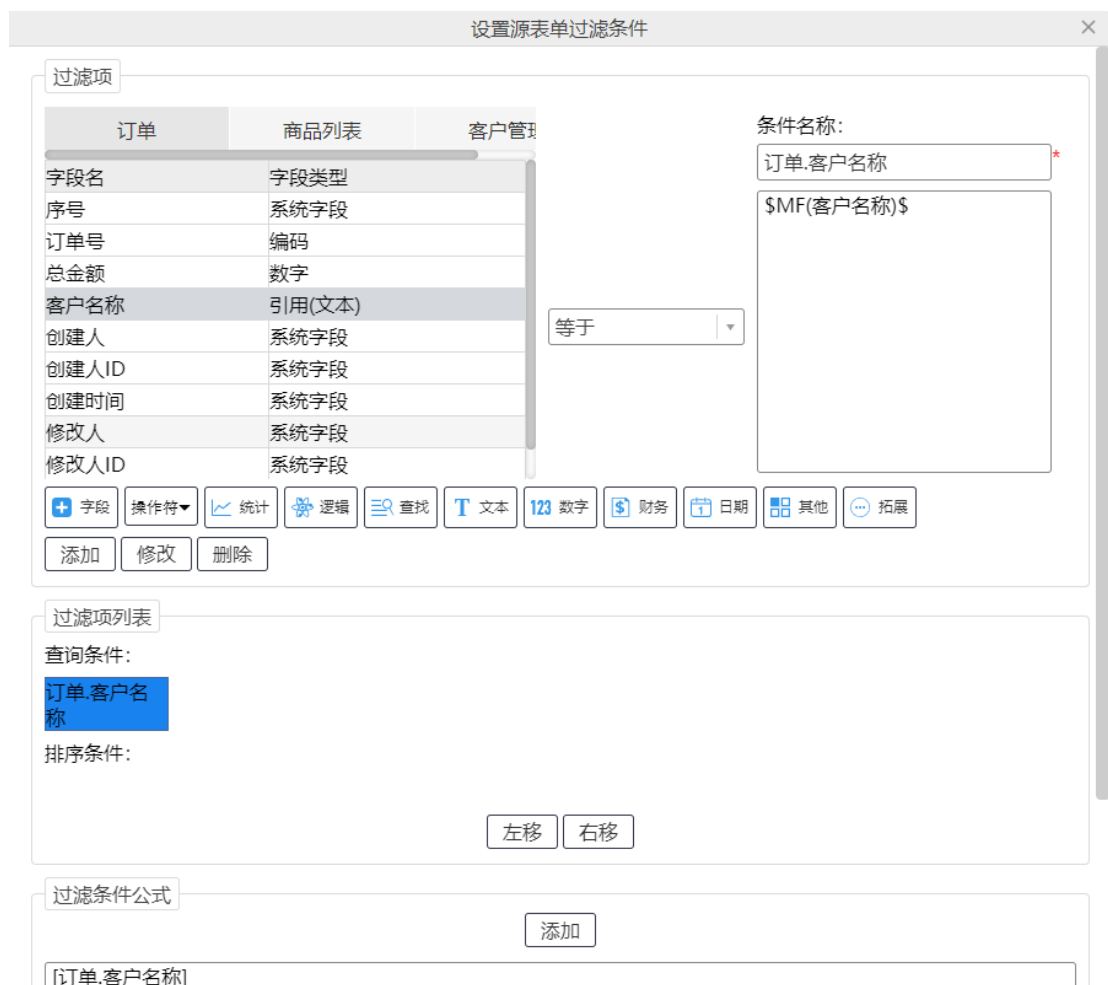 设置源表单过滤条件
过滤项
订单 商品列表 客户管理
条件名称：
订单.客户名称
*
$MF(客户名称)$
字段名 字段类型
序号 系统字段
订单号 编码
总金额 数字
客户名称 引用(文本)
等于
创建人 系统字段
创建人ID 系统字段
创建时间 系统字段
修改人 系统字段
修改人ID 系统字段
字段 操作符 统计 逻辑 查找 T 文本 123 数字 $ 财务 1 日期 其他 拓展
添加 修改 删除
过滤项列表
查询条件：
订单.客户名
称
排序条件：
左移 右移
过滤条件公式
添加
[订单.客户名称]